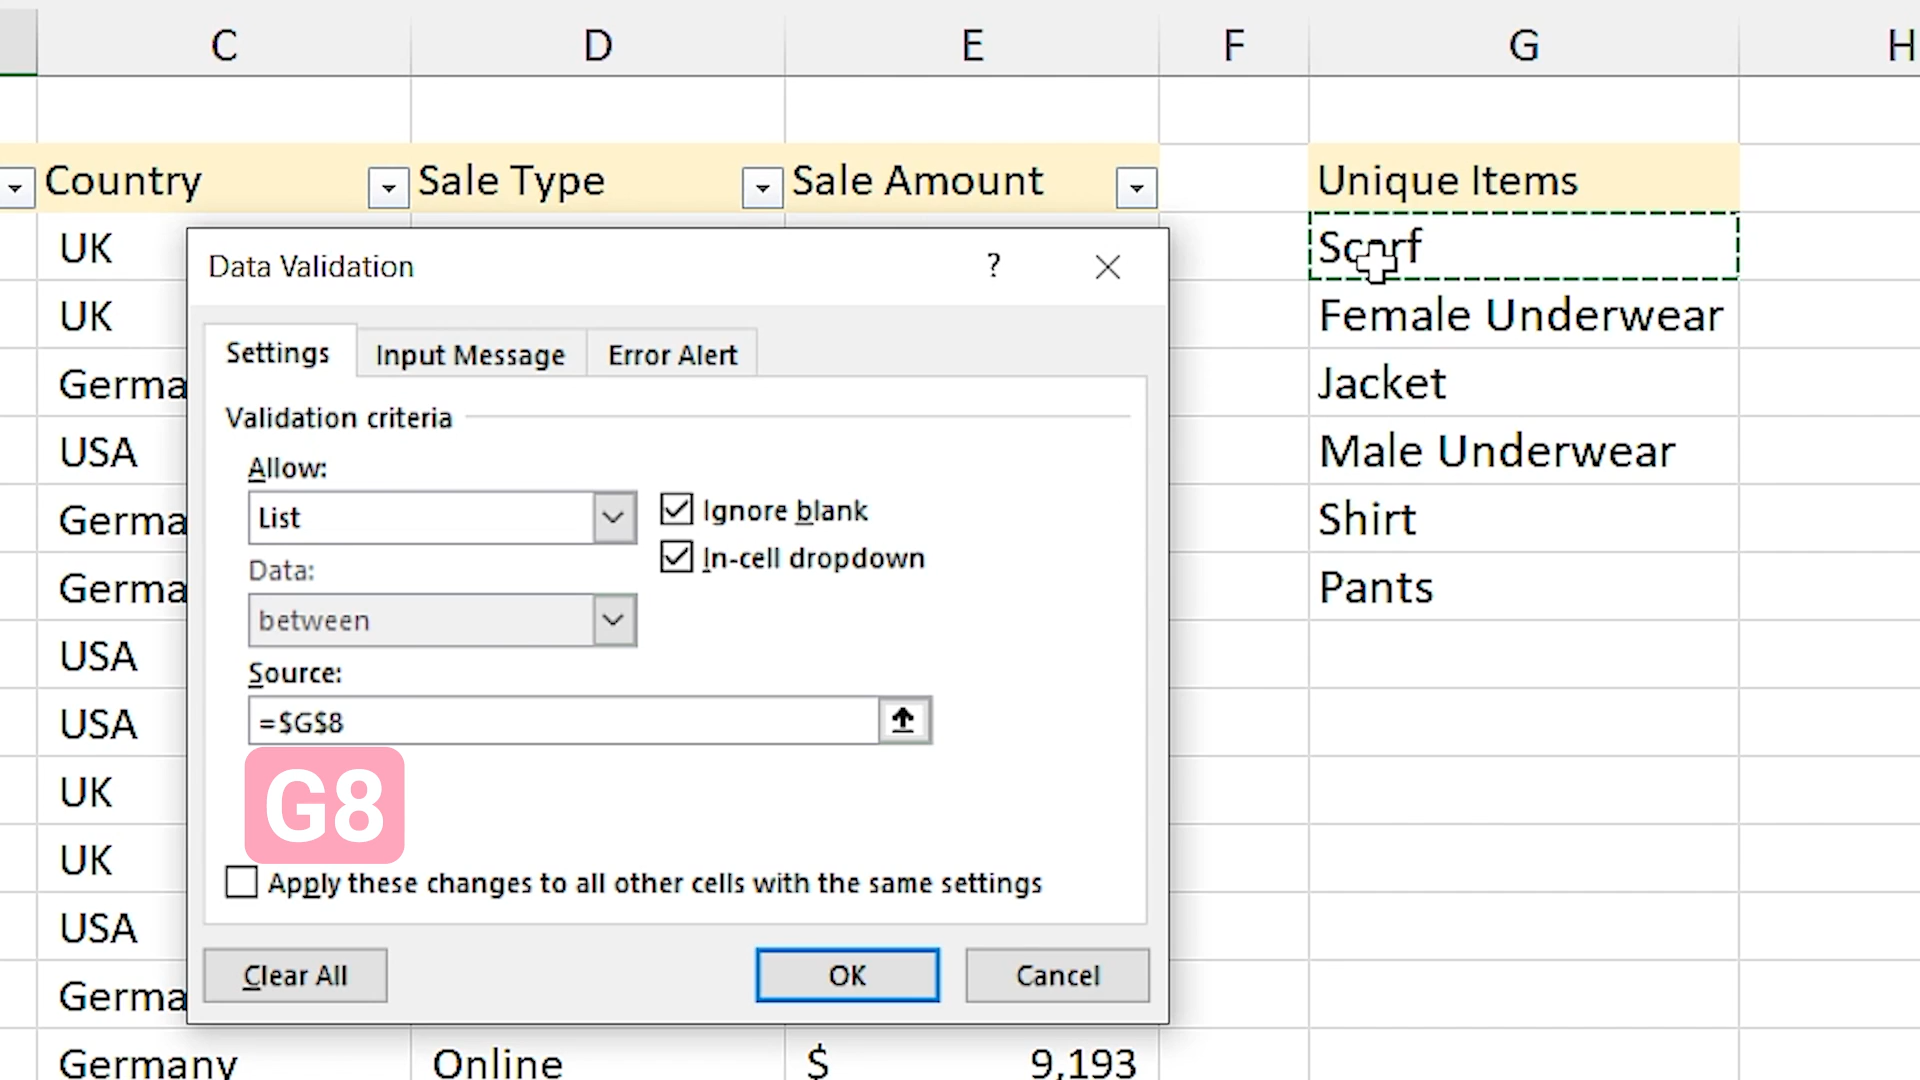 C D E F G H
Country Sale Type Sale Amount Unique Items
UK Scarf
Data Validation ?
UK Female Underwear
Settings Input Message Error Alert
Germa Jacket
Validation criteria
USA Male Underwear
Allow:
List Ignore blank
Germa Shirt
In-cell dropdown
Data:
Germa Pants
between
USA
Source:
=$G$8
USA
UK
G8
UK
Apply these changes to all other cells with the same settings
USA
Clear All OK Cancel
Germa
Germany Online $ 9,193